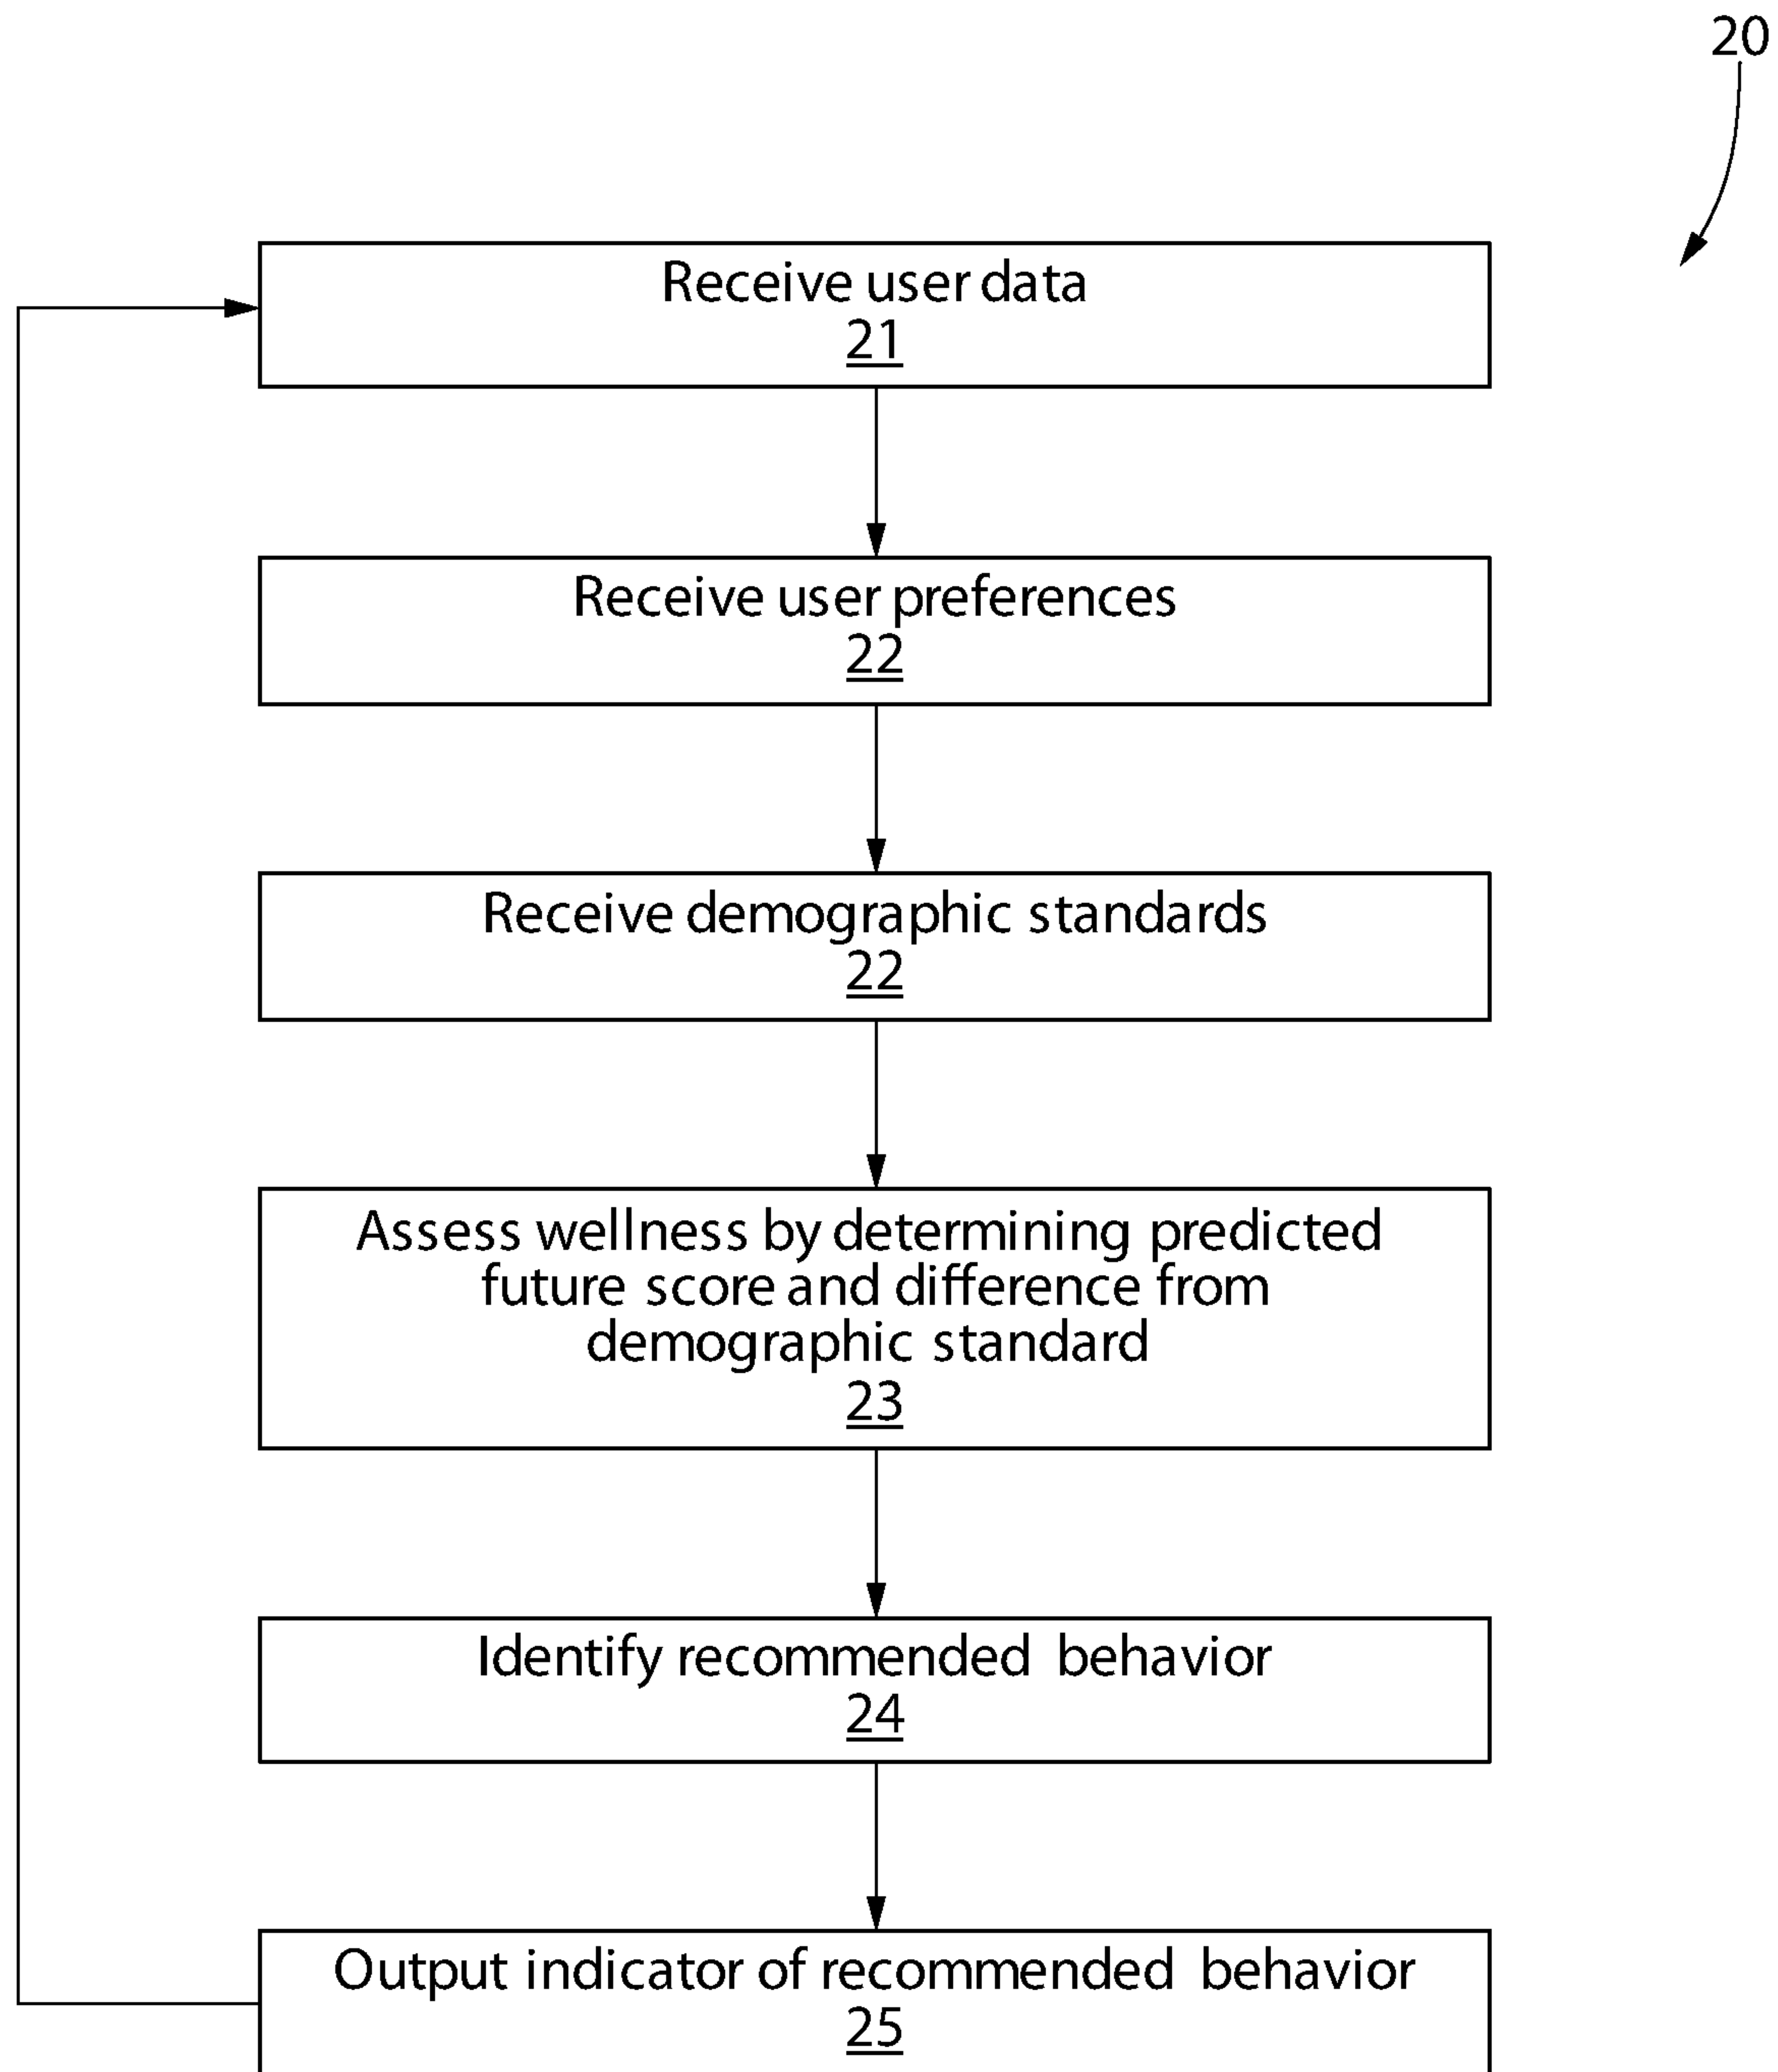 20
Receive user data
21
Receive user preferences
22
Receive demographic standards
22
Assess wellness by determining predicted
future score and difference from
demographic standard
23
Identify recommended behavior
24
Output indicator of recommended behavior
25